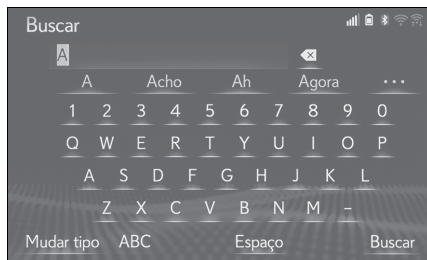 Buscar
A
A Acho Ah Agora ...
1 2 3 4 5 6 7 8 9 0
Q W E R T Y U I O P
A S D F G H J K L
Z X C V B N M -
Mudar tipo ABC Espaço Buscar